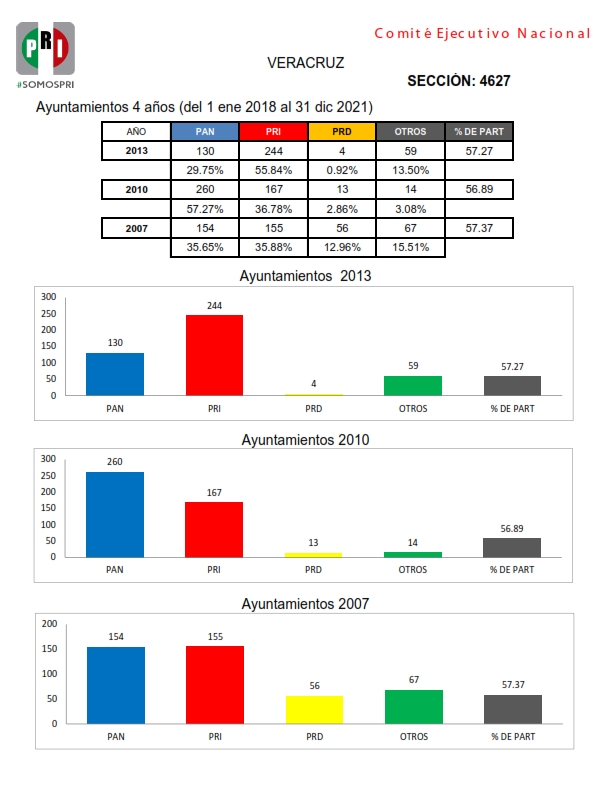 Comité Ejecutivo Nacional
PRI
#SOMOSPRI
VERACRUZ
SECCIÓN: 4627
Ayuntamientos 4 años (del 1 ene 2018 al 31 dic 2021)
AÑO PAN PRI PRD OTROS % DE PART
2013 130 244 4 59 57.27
29.75% 55.84% 0.92% 13.50%
2010 260 167 13 14 56.89
57.27% 36.78% 2.86% 3.08%
2007 154 155 56 67 57.37
35.65% 35.88% 12.96% 15.51%
Ayuntamientos 2013
300
250
200
150
100
50
0
130 244 4 59 57.27
PAN PRI PRD OTROS % DE PART
Ayuntamientos 2010
300
250
200
150
100
50
0
260 167 13 14 56.89
PAN PRI PRD OTROS % DE PART
Ayuntamientos 2007
200
150
100
50
0
154 155 56 67 57.37
PAN PRI PRD OTROS % DE PART